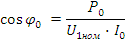 cos φ₀ = P₀ / (U₁ном · I₀)